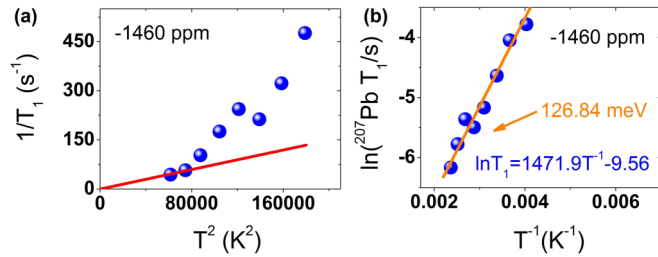 (a)
-1460 ppm
1/T1 (s-1)
450
300
150
0
0
80000
160000
T2 (K2)
(b)
-1460 ppm
ln(207Pb T1/s)
-4
-5
-6
126.84 meV
lnT1=1471.9T-1-9.56
0.002
0.004
0.006
T-1(K-1)